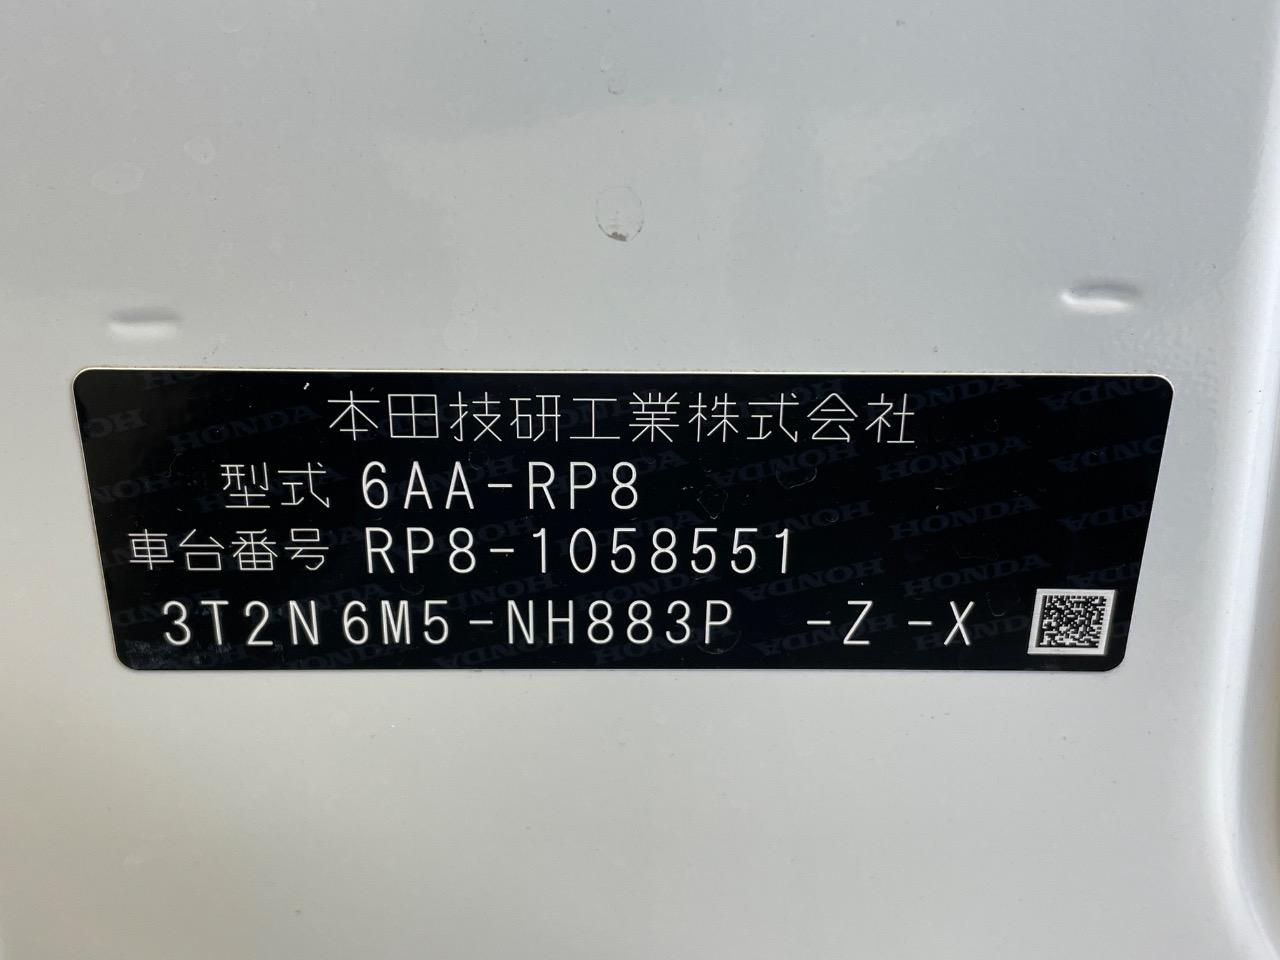 本田技研工業株式会社
型式 6AA-RP8
車台番号 RP8-1058551
3T2N6M5-NH883P -Z-X